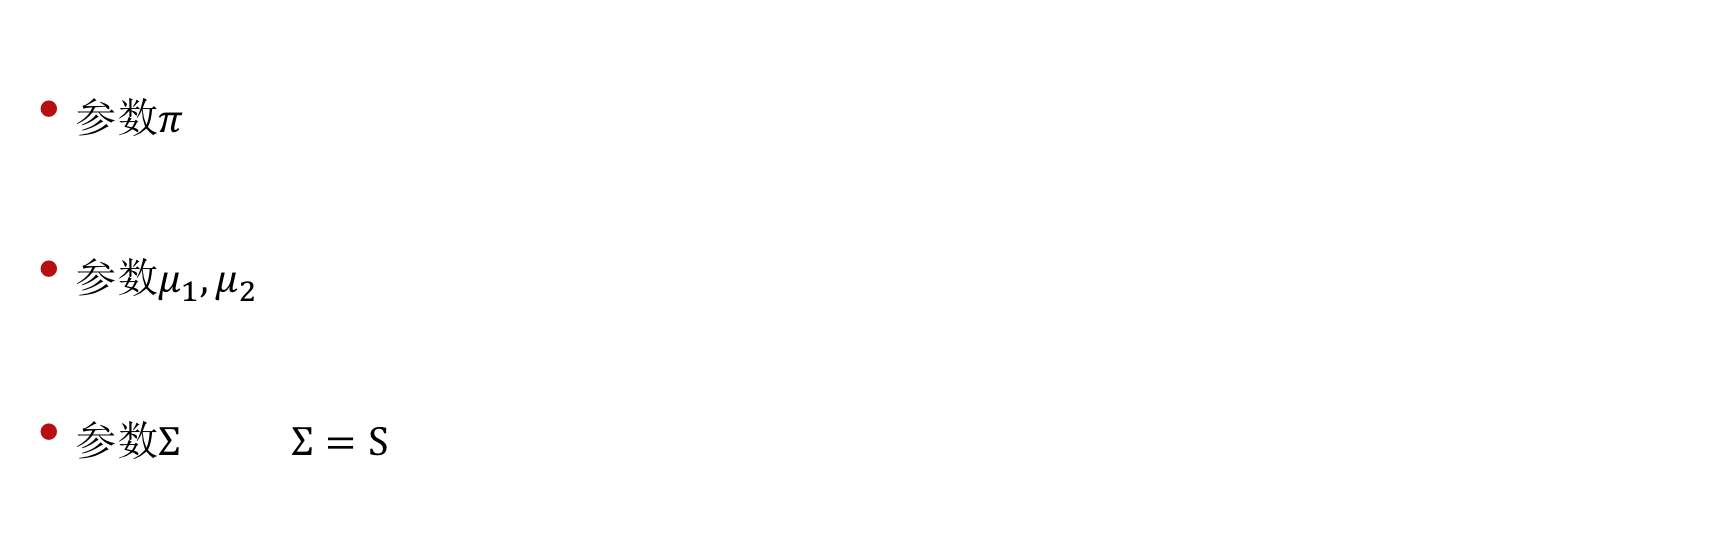 • 参数π
• 参数μ₁, μ₂
• 参数Σ Σ = S